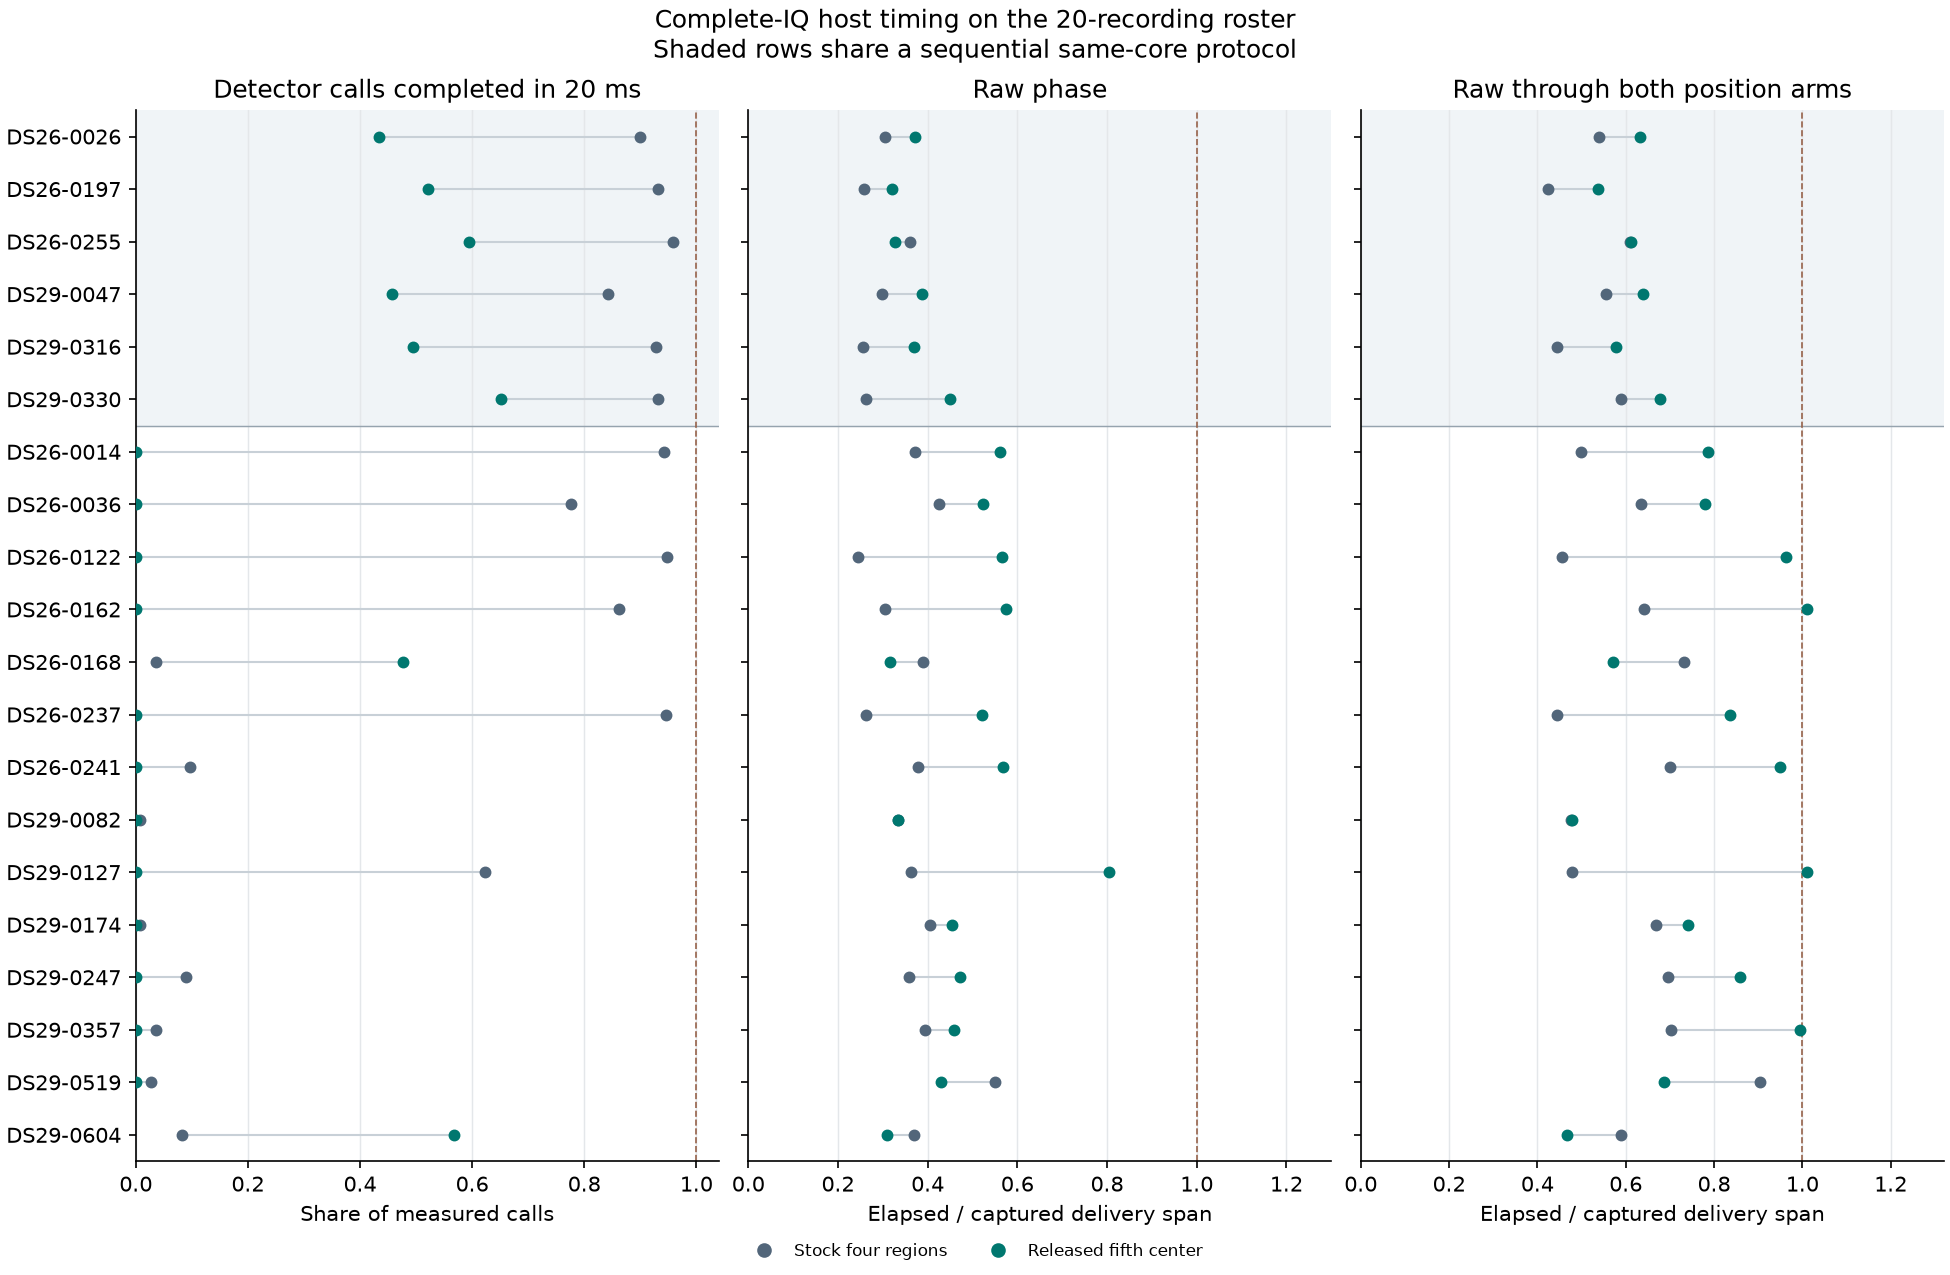 Complete-IQ host timing on the 20-recording roster
Shaded rows share a sequential same-core protocol
Detector calls completed in 20 ms
Raw phase
Raw through both position arms
DS26-0026
DS26-0197
DS26-0255
DS29-0047
DS29-0316
DS29-0330
DS26-0014
DS26-0036
DS26-0122
DS26-0162
DS26-0168
DS26-0237
DS26-0241
DS29-0082
DS29-0127
DS29-0174
DS29-0247
DS29-0357
DS29-0519
DS29-0604
0.0 0.2 0.4 0.6 0.8 1.0
0.0 0.2 0.4 0.6 0.8 1.0 1.2
0.0 0.2 0.4 0.6 0.8 1.0 1.2
Share of measured calls
Elapsed / captured delivery span
Elapsed / captured delivery span
Stock four regions
Released fifth center